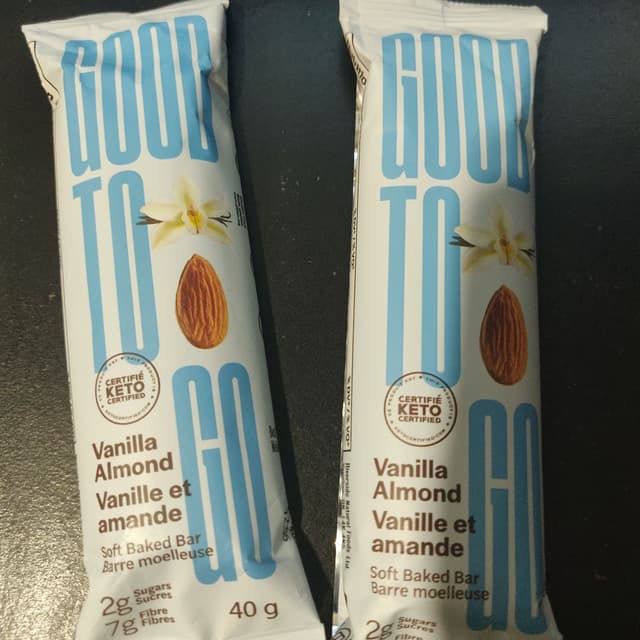 GOOD
TO
GO
CERTIFIÉ
KETO
CERTIFIED
Vanilla
Almond
Vanille et
amande
Soft Baked Bar
Barre moelleuse
2g Sugars
Sucres
7g Fibre
Fibres
40 g
GOOD
TO
GO
CERTIFIÉ
KETO
CERTIFIED
Vanilla
Almond
Vanille et
amande
Soft Baked Bar
Barre moelleuse
2g Sugars
Sucres
Fibre